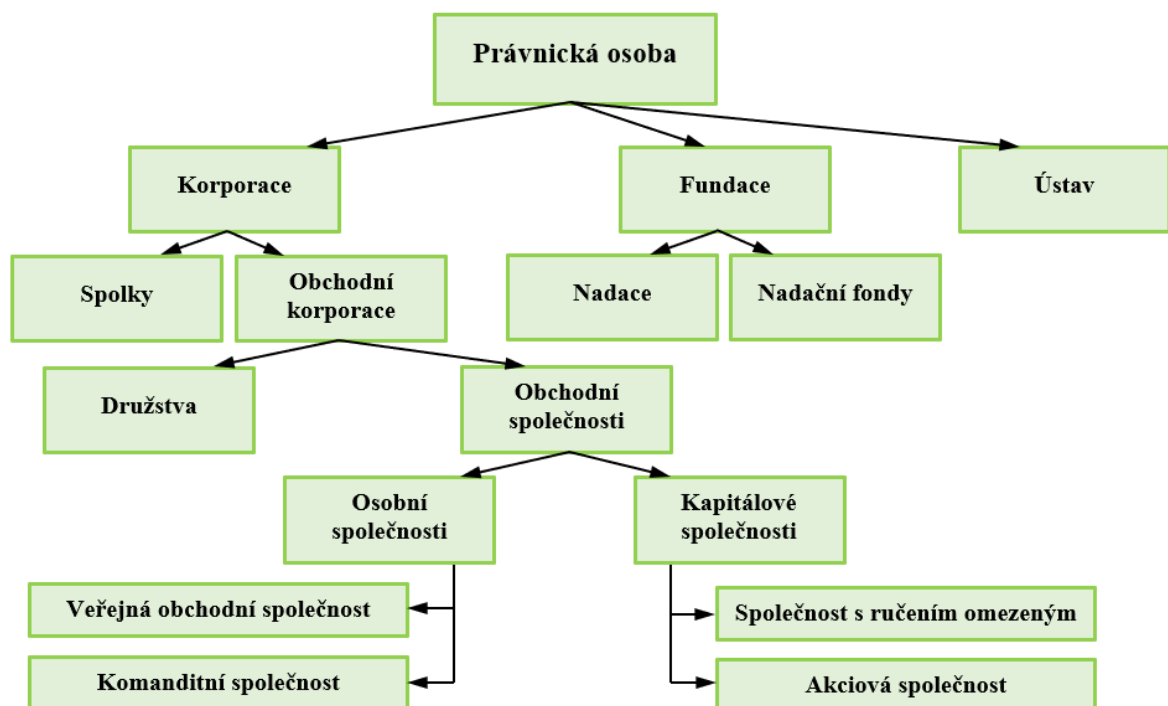 Právnická osoba
Korporace
Fundace
Ústav
Spolky
Obchodní
korporace
Nadace
Nadační fondy
Družstva
Obchodní
společnosti
Osobní
společnosti
Kapitálové
společnosti
Veřejná obchodní společnost
Společnost s ručením omezeným
Komanditní společnost
Akciová společnost